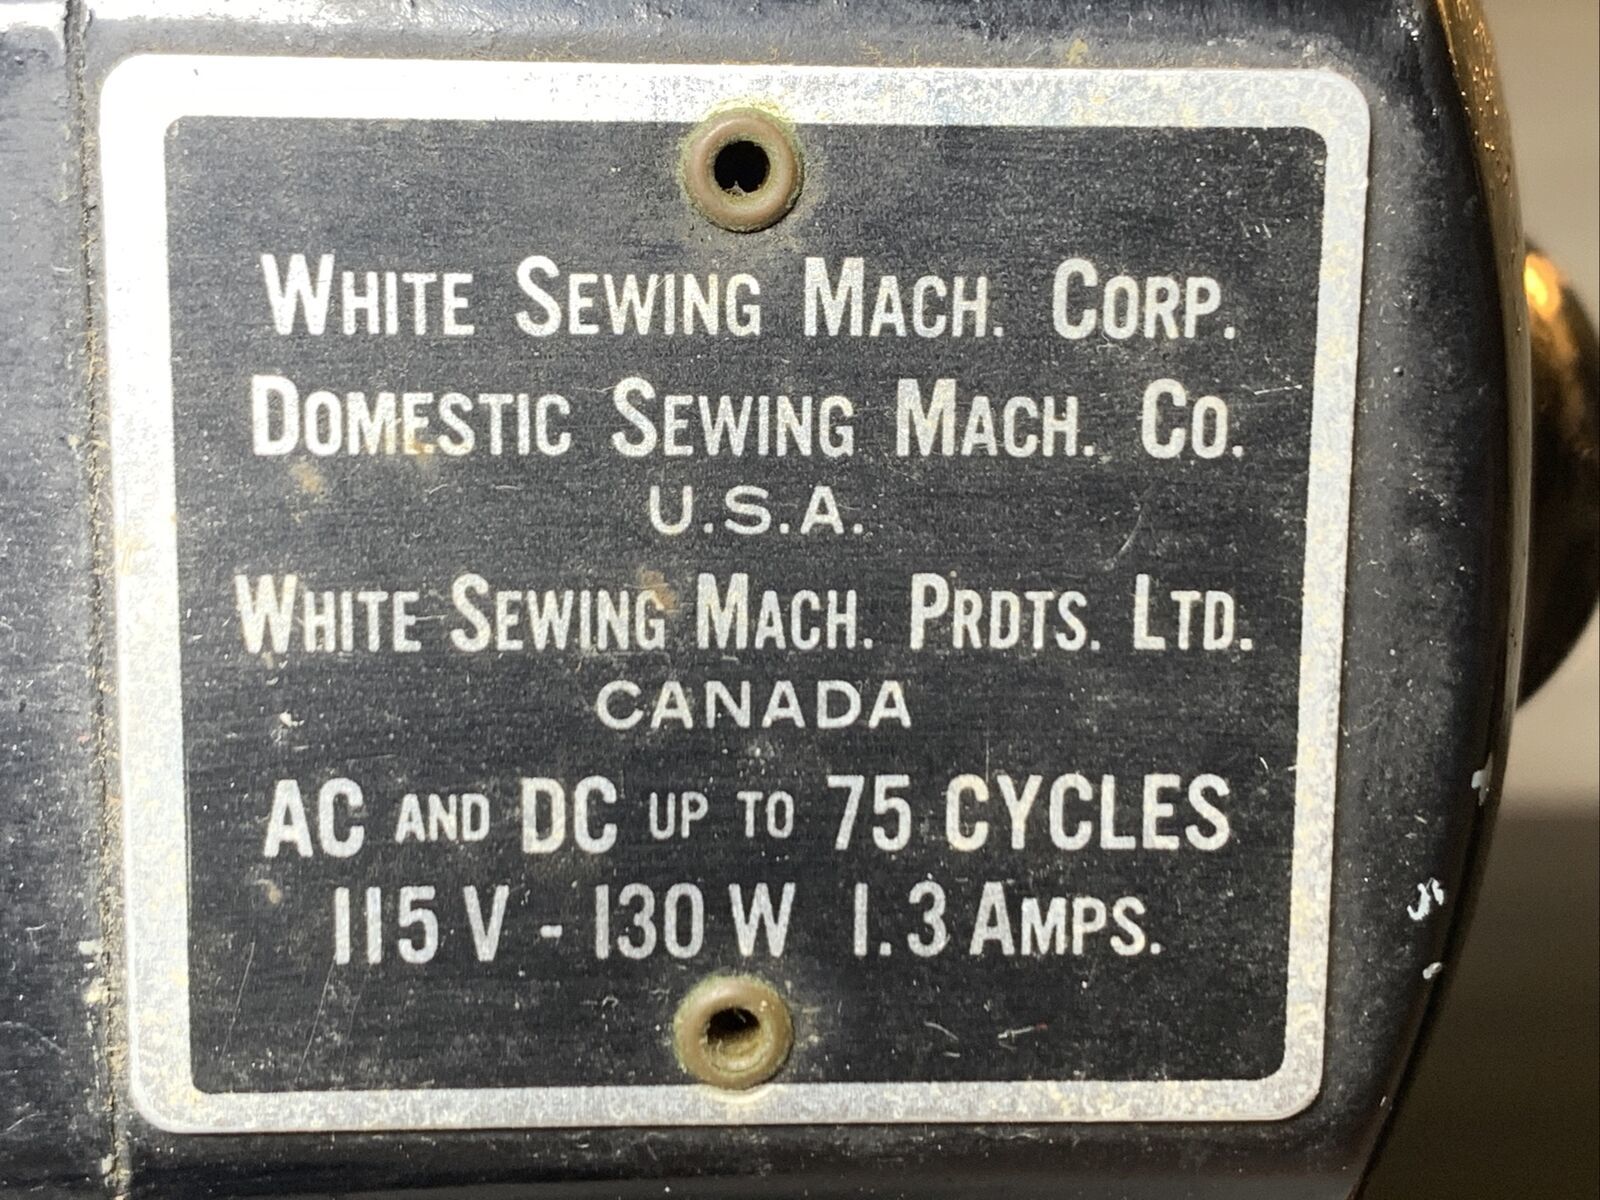 WHITE SEWING MACH. CORP.
DOMESTIC SEWING MACH. CO.
U.S.A.
WHITE SEWING MACH. PRDTS. LTD.
CANADA
AC AND DC UP TO 75 CYCLES
115 V - 130 W 1.3 AMPS.